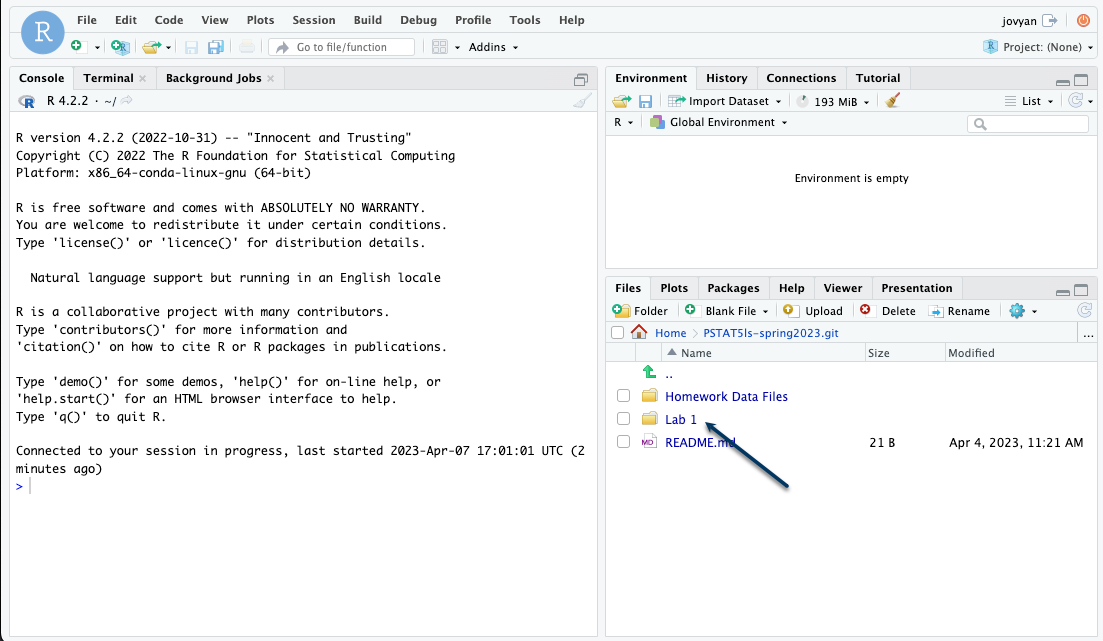 R
File Edit Code View Plots Session Build Debug Profile Tools Help
jovyan
Go to file/function
Addins
Project: (None)
Console Terminal Background Jobs
R 4.2.2 · ~/
R version 4.2.2 (2022-10-31) -- "Innocent and Trusting"
Copyright (C) 2022 The R Foundation for Statistical Computing
Platform: x86_64-conda-linux-gnu (64-bit)
R is free software and comes with ABSOLUTELY NO WARRANTY.
You are welcome to redistribute it under certain conditions.
Type 'license()' or 'licence()' for distribution details.
Natural language support but running in an English locale
R is a collaborative project with many contributors.
Type 'contributors()' for more information and
'citation()' on how to cite R or R packages in publications.
Type 'demo()' for some demos, 'help()' for on-line help, or
'help.start()' for an HTML browser interface to help.
Type 'q()' to quit R.
Connected to your session in progress, last started 2023-Apr-07 17:01:01 UTC (2
minutes ago)
>
Environment History Connections Tutorial
Import Dataset 193 MiB List
R Global Environment
Environment is empty
Files Plots Packages Help Viewer Presentation
Folder Blank File Upload Delete Rename
Home PSTAT5ls-spring2023.git ...
Name Size Modified
..
Homework Data Files
Lab 1
MD README.md 21 B Apr 4, 2023, 11:21 AM